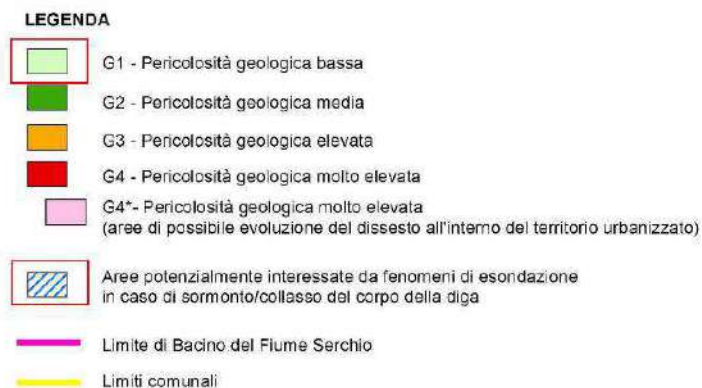 LEGENDA
G1 - Pericolosità geologica bassa
G2 - Pericolosità geologica media
G3 - Pericolosità geologica elevata
G4 - Pericolosità geologica molto elevata
G4*- Pericolosità geologica molto elevata
(aree di possibile evoluzione del dissesto all'interno del territorio urbanizzato)
Aree potenzialmente interessate da fenomeni di esondazione
in caso di sormonto/collasso del corpo della diga
Limite di Bacino del Fiume Serchio
Limiti comunali